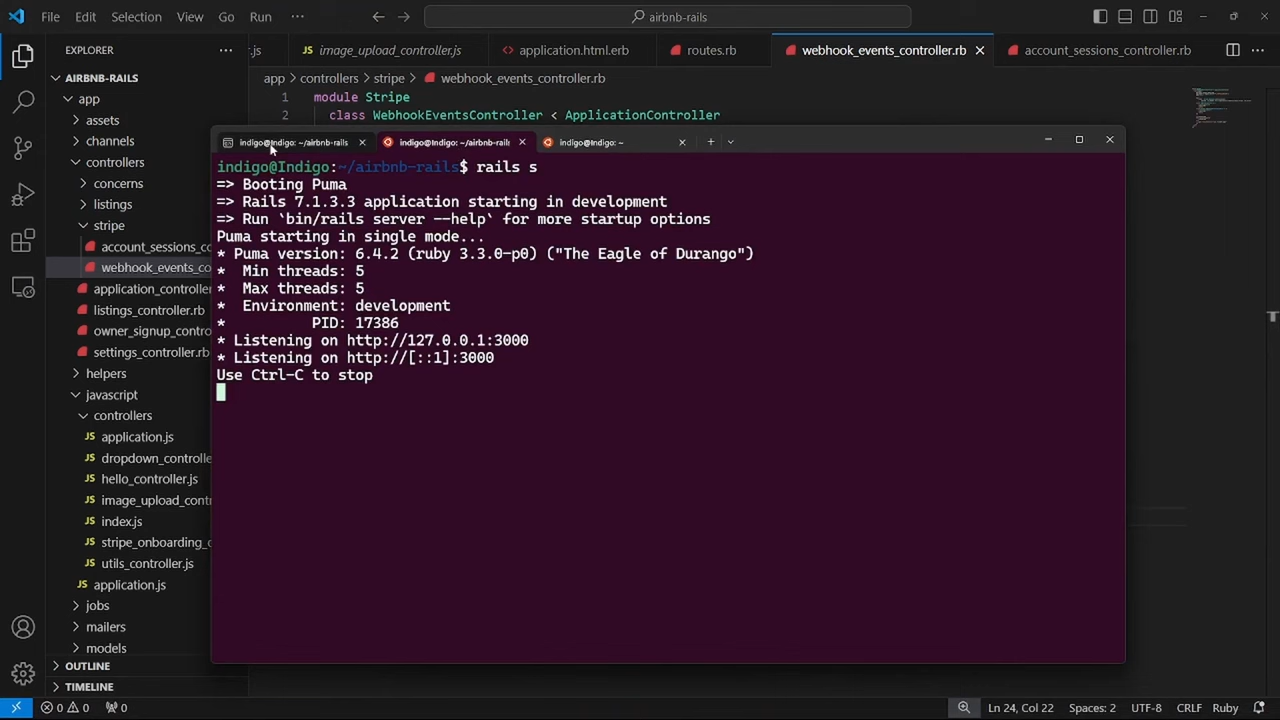 File Edit Selection View Go Run ··· airbnb-rails
EXPLORER ···
.js image_upload_controller.js application.html.erb routes.rb webhook_events_controller.rb account_sessions_controller.rb ···
app > controllers > stripe > webhook_events_controller.rb
AIRBNB-RAILS
app
assets
channels
controllers
concerns
listings
stripe
account_sessions_co
webhook_events_co
application_controller
listings_controller.rb
owner_signup_contro
settings_controller.rb
helpers
javascript
controllers
application.js
dropdown_controlle
hello_controller.js
image_upload_contr
index.js
stripe_onboarding_c
utils_controller.js
application.js
jobs
mailers
models
OUTLINE
TIMELINE
1 module Stripe
2 class WebhookEventsController < ApplicationController
indigo@Indigo: ~/airbnb-rails indigo@Indigo: ~/airbnb-rails indigo@Indigo: ~
indigo@Indigo:~/airbnb-rails$ rails s
=> Booting Puma
=> Rails 7.1.3.3 application starting in development
=> Run `bin/rails server --help` for more startup options
Puma starting in single mode...
* Puma version: 6.4.2 (ruby 3.3.0-p0) ("The Eagle of Durango")
* Min threads: 5
* Max threads: 5
* Environment: development
* PID: 17386
* Listening on http://127.0.0.1:3000
* Listening on http://[::1]:3000
Use Ctrl-C to stop
0 0 0 Ln 24, Col 22 Spaces: 2 UTF-8 CRLF Ruby